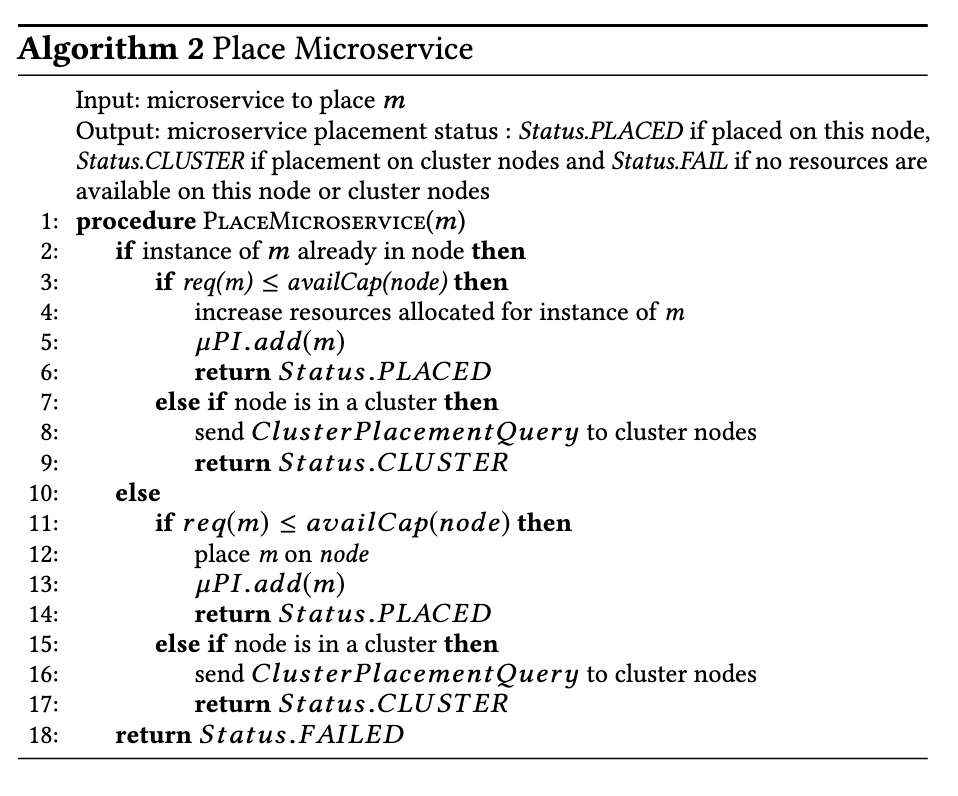 Algorithm 2 Place Microservice
Input: microservice to place m
Output: microservice placement status : Status.PLACED if placed on this node,
Status.CLUSTER if placement on cluster nodes and Status.FAIL if no resources are
available on this node or cluster nodes
1: procedure PlaceMicroservice(m)
2: if instance of m already in node then
3: if req(m) ≤ availCap(node) then
4: increase resources allocated for instance of m
5: μPI.add(m)
6: return Status.PLACED
7: else if node is in a cluster then
8: send ClusterPlacementQuery to cluster nodes
9: return Status.CLUSTER
10: else
11: if req(m) ≤ availCap(node) then
12: place m on node
13: μPI.add(m)
14: return Status.PLACED
15: else if node is in a cluster then
16: send ClusterPlacementQuery to cluster nodes
17: return Status.CLUSTER
18: return Status.FAILED